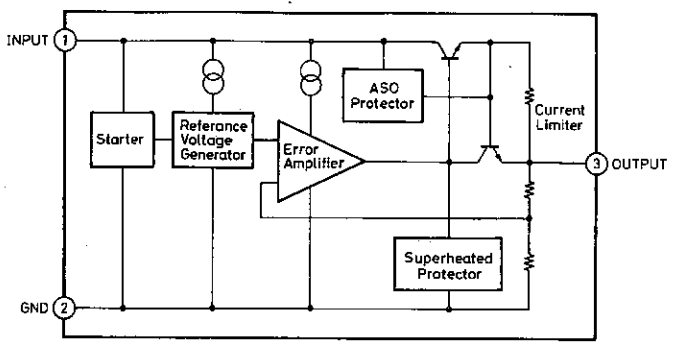 INPUT 1
ASO
Protector
Current
Limiter
Starter
Referance
Voltage
Generator
Error
Amplifier
3 OUTPUT
Superheated
Protector
GND 2